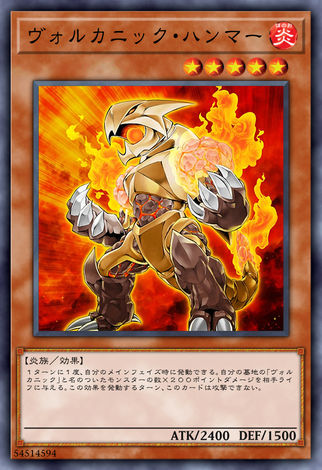 ヴォルカニック・ハンマー
ほのお
炎
【炎族／効果】
１ターンに１度、自分のメインフェイズ時に発動できる。自分の墓地の「ヴォル
カニック」と名のついたモンスターの数×２００ポイントダメージを相手ライ
フに与える。この効果を発動するターン、このカードは攻撃できない。
ATK/2400 DEF/1500
54514594